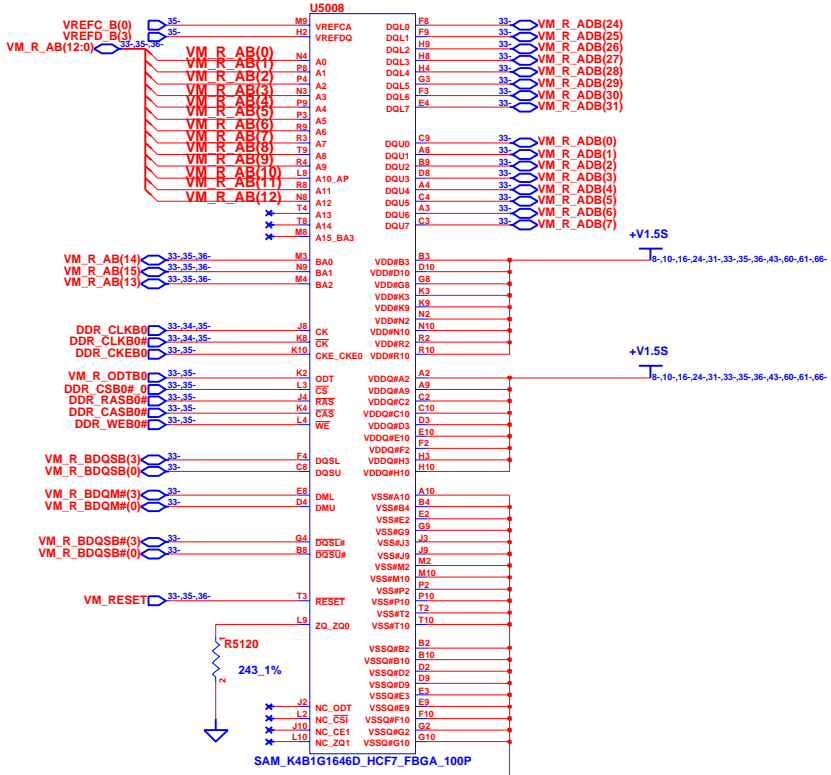 U5008
VREFC_B(0) 35- M9 VREFCA DQL0 F8 33- VM_R_ADB(24)
VREFD_B(3) 35- H2 VREFDQ DQL1 F9 33- VM_R_ADB(25)
VM_R_AB(12:0) 33-,35-,36- DQL2 H9 33- VM_R_ADB(26)
VM_R_AB(0) N4 A0 DQL3 H8 33- VM_R_ADB(27)
VM_R_AB(1) P8 A1 DQL4 H4 33- VM_R_ADB(28)
VM_R_AB(2) P4 A2 DQL5 G3 33- VM_R_ADB(29)
VM_R_AB(3) N3 A3 DQL6 F3 33- VM_R_ADB(30)
VM_R_AB(4) P9 A4 DQL7 E4 33- VM_R_ADB(31)
VM_R_AB(5) P3 A5
VM_R_AB(6) R9 A6
VM_R_AB(7) R3 A7 DQU0 C9 33- VM_R_ADB(0)
VM_R_AB(8) T9 A8 DQU1 A8 33- VM_R_ADB(1)
VM_R_AB(9) R4 A9 DQU2 B9 33- VM_R_ADB(2)
VM_R_AB(10) L8 A10_AP DQU3 D8 33- VM_R_ADB(3)
VM_R_AB(11) R8 A11 DQU4 A4 33- VM_R_ADB(4)
VM_R_AB(12) N8 A12 DQU5 C4 33- VM_R_ADB(5)
T4 A13 DQU6 A3 33- VM_R_ADB(6)
T8 A14 DQU7 C3 33- VM_R_ADB(7)
M8 A15_BA3
+V1.5S
VM_R_AB(14) 33-,35-,36- M3 BA0 VDD#B3 B3 8-,10-,16-,24-,31-,33-,35-,36-,43-,60-,61-,66-
VM_R_AB(15) 33-,35-,36- N9 BA1 VDD#D10 D10
VM_R_AB(13) 33-,35-,36- M4 BA2 VDD#G8 G8
VDD#K3 K3
VDD#K9 K9
VDD#N2 N2
DDR_CLKB0 33-,34-,35- J8 CK VDD#N10 N10
DDR_CLKB0# 33-,34-,35- K8 CK VDD#R2 R2
DDR_CKEB0 33-,35- K10 CKE_CKE0 VDD#R10 R10
+V1.5S
VM_R_ODTB0 33-,35- K2 ODT VDDQ#A2 A2 8-,10-,16-,24-,31-,33-,35-,36-,43-,60-,61-,66-
DDR_CSB0#_0 33-,35- L3 CS VDDQ#A9 A9
DDR_RASB0# 33-,35- J4 RAS VDDQ#C2 C2
DDR_CASB0# 33-,35- K4 CAS VDDQ#C10 C10
DDR_WEB0# 33-,35- L4 WE VDDQ#D3 D3
VDDQ#E10 E10
VDDQ#F2 F2
VM_R_BDQSB(3) 33- F4 DQSL VDDQ#H3 H3
VM_R_BDQSB(0) 33- C8 DQSU VDDQ#H10 H10
VM_R_BDQM#(3) 33- E8 DML VSS#A10 A10
VM_R_BDQM#(0) 33- D4 DMU VSS#B4 B4
VSS#E2 E2
VSS#G9 G9
VM_R_BDQSB#(3) 33- G4 DQSL# VSS#J3 J3
VM_R_BDQSB#(0) 33- B8 DQSU# VSS#J9 J9
VSS#M2 M2
VSS#M10 M10
VSS#P2 P2
VM_RESET 33-,35-,36- T3 RESET VSS#P10 P10
VSS#T2 T2
L9 ZQ_ZQ0 VSS#T10 T10
1 R5120 VSSQ#B2 B2
VSSQ#B10 B10
243_1% VSSQ#D2 D2
2 VSSQ#D9 D9
VSSQ#E3 E3
J2 NC_ODT VSSQ#E9 E9
L2 NC_CSI VSSQ#F10 F10
J10 NC_CE1 VSSQ#G2 G2
L10 NC_ZQ1 VSSQ#G10 G10
SAM_K4B1G1646D_HCF7_FBGA_100P